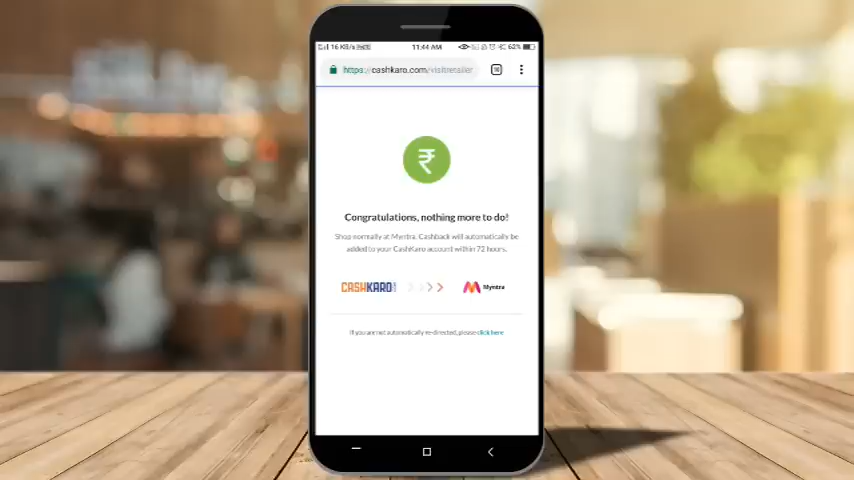 16 KB/s
11:44 AM
62%
https://cashkaro.com/visitretailer
10
₹
Congratulations, nothing more to do!
Shop normally at Myntra. Cashback will automatically be
added to your CashKaro account within 72 hours.
CASHKARO
Myntra
If you are not automatically re-directed, please click here